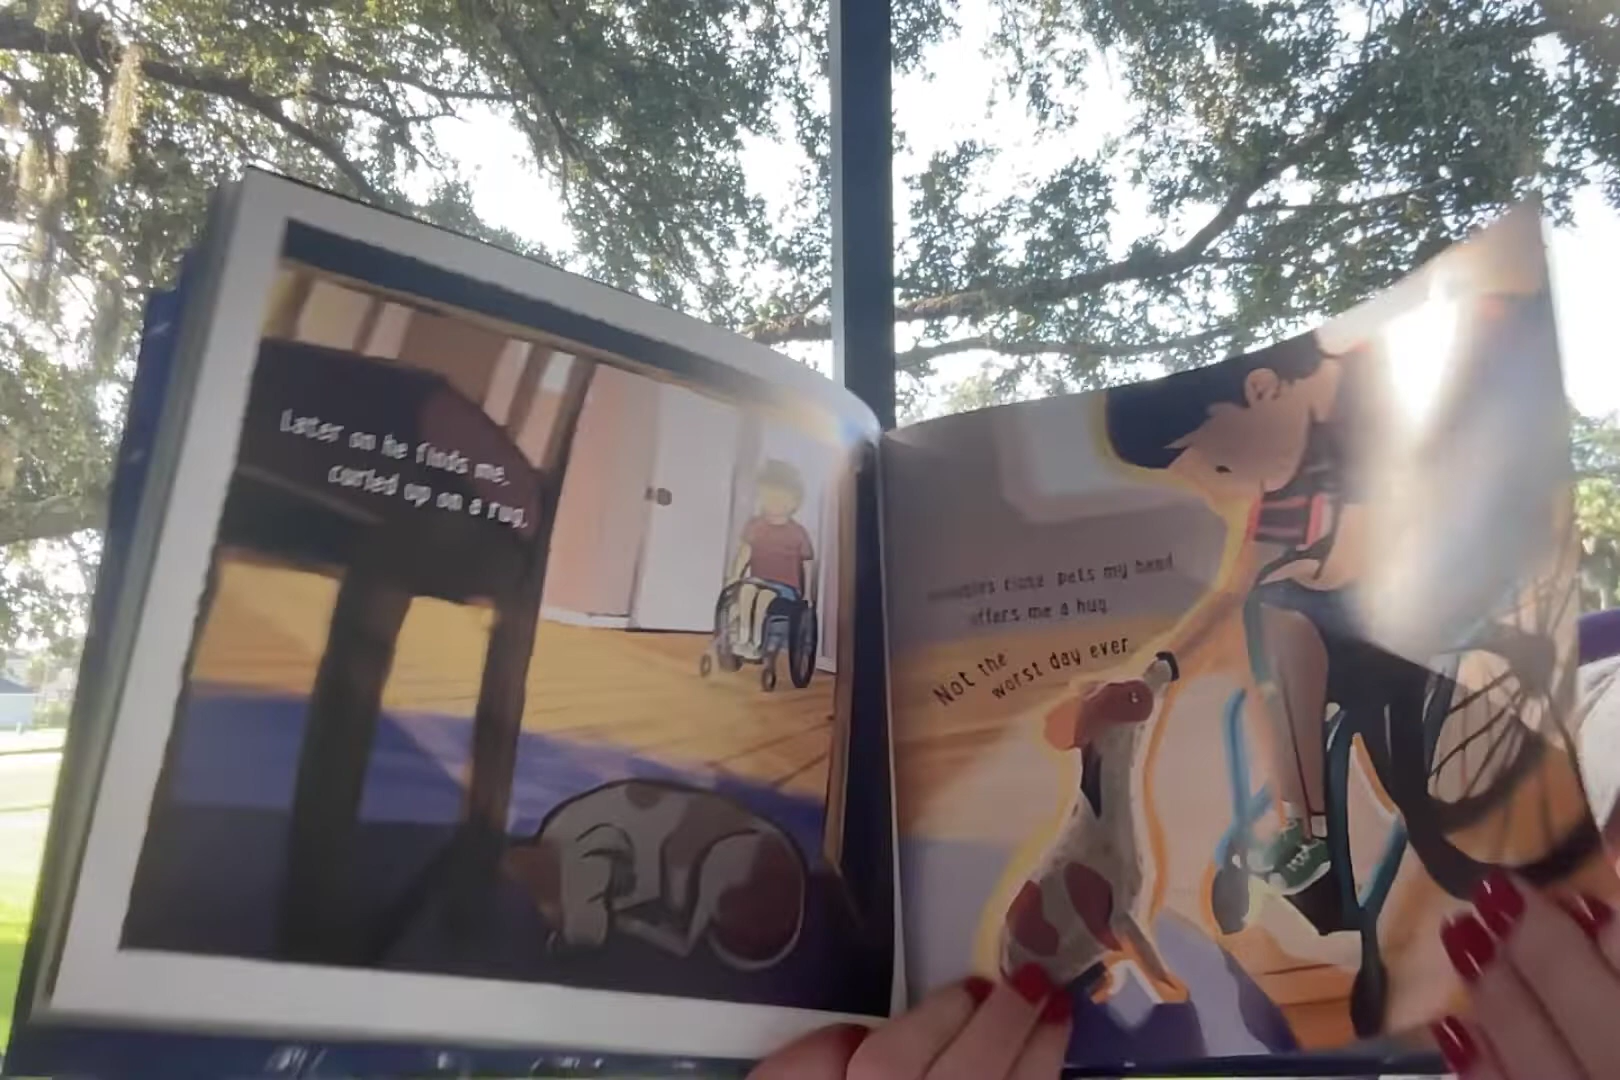 Later on he finds me,
curled up on a rug,
close, pets my head,
offers me a hug.
Not the
worst day ever.